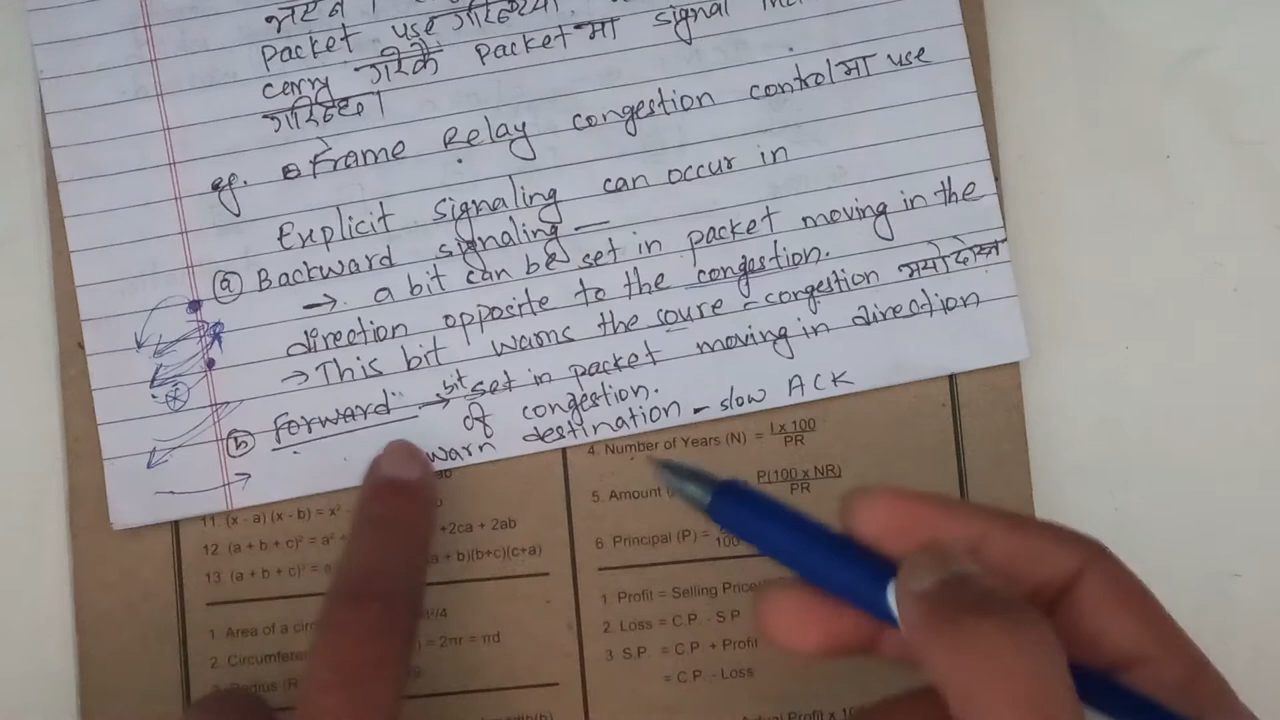 packet use गरिन्थ्यो.
carry गरिकै packetमा signal
गरिन्छ।
eg. Frame Relay congestion controlमा use
Explicit signaling can occur in
(a) Backward signaling —
→ a bit can be set in packet moving in the
direction opposite to the congestion.
→ This bit warns the soure - congestion भयो
(b) forward → bit set in packet moving in direction
of congestion.
warn destination - slow ACK
4. Number of Years (N) = I x 100 / PR
5. Amount = P(100 x NR) / PR
6. Principal (P) =
11. (x - a) (x - b) = x²
12. (a + b + c)² = a² + +2ca + 2ab
13. (a + b + c)³ = a + b)(b+c)(c+a)
1. Area of a circ
2. Circumfere = 2πr = πd
1. Profit = Selling Price
2. Loss = C.P. - S.P
3. S.P. = C.P. + Profit
= C.P. - Loss